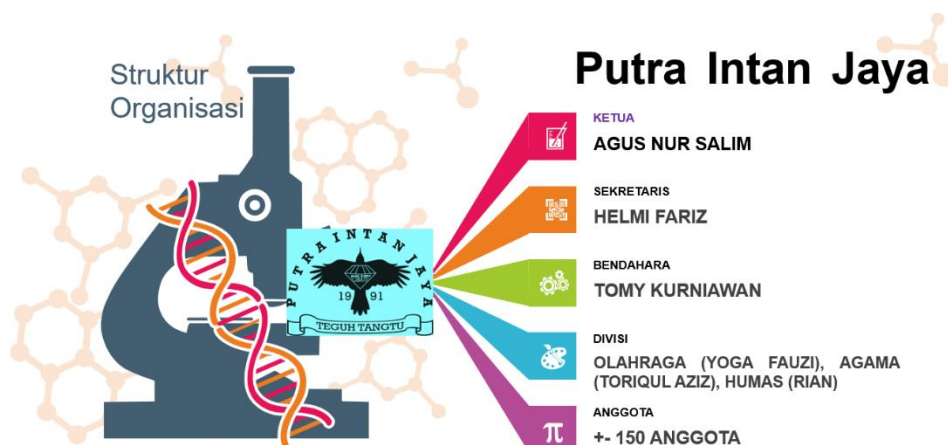 Struktur
Organisasi
Putra Intan Jaya
KETUA
AGUS NUR SALIM
SEKRETARIS
HELMI FARIZ
BENDAHARA
TOMY KURNIAWAN
DIVISI
OLAHRAGA (YOGA FAUZI), AGAMA
(TORIQUL AZIZ), HUMAS (RIAN)
ANGGOTA
+- 150 ANGGOTA
PUTRA INTAN JAYA
19 91
TEGUH TANGTU
π